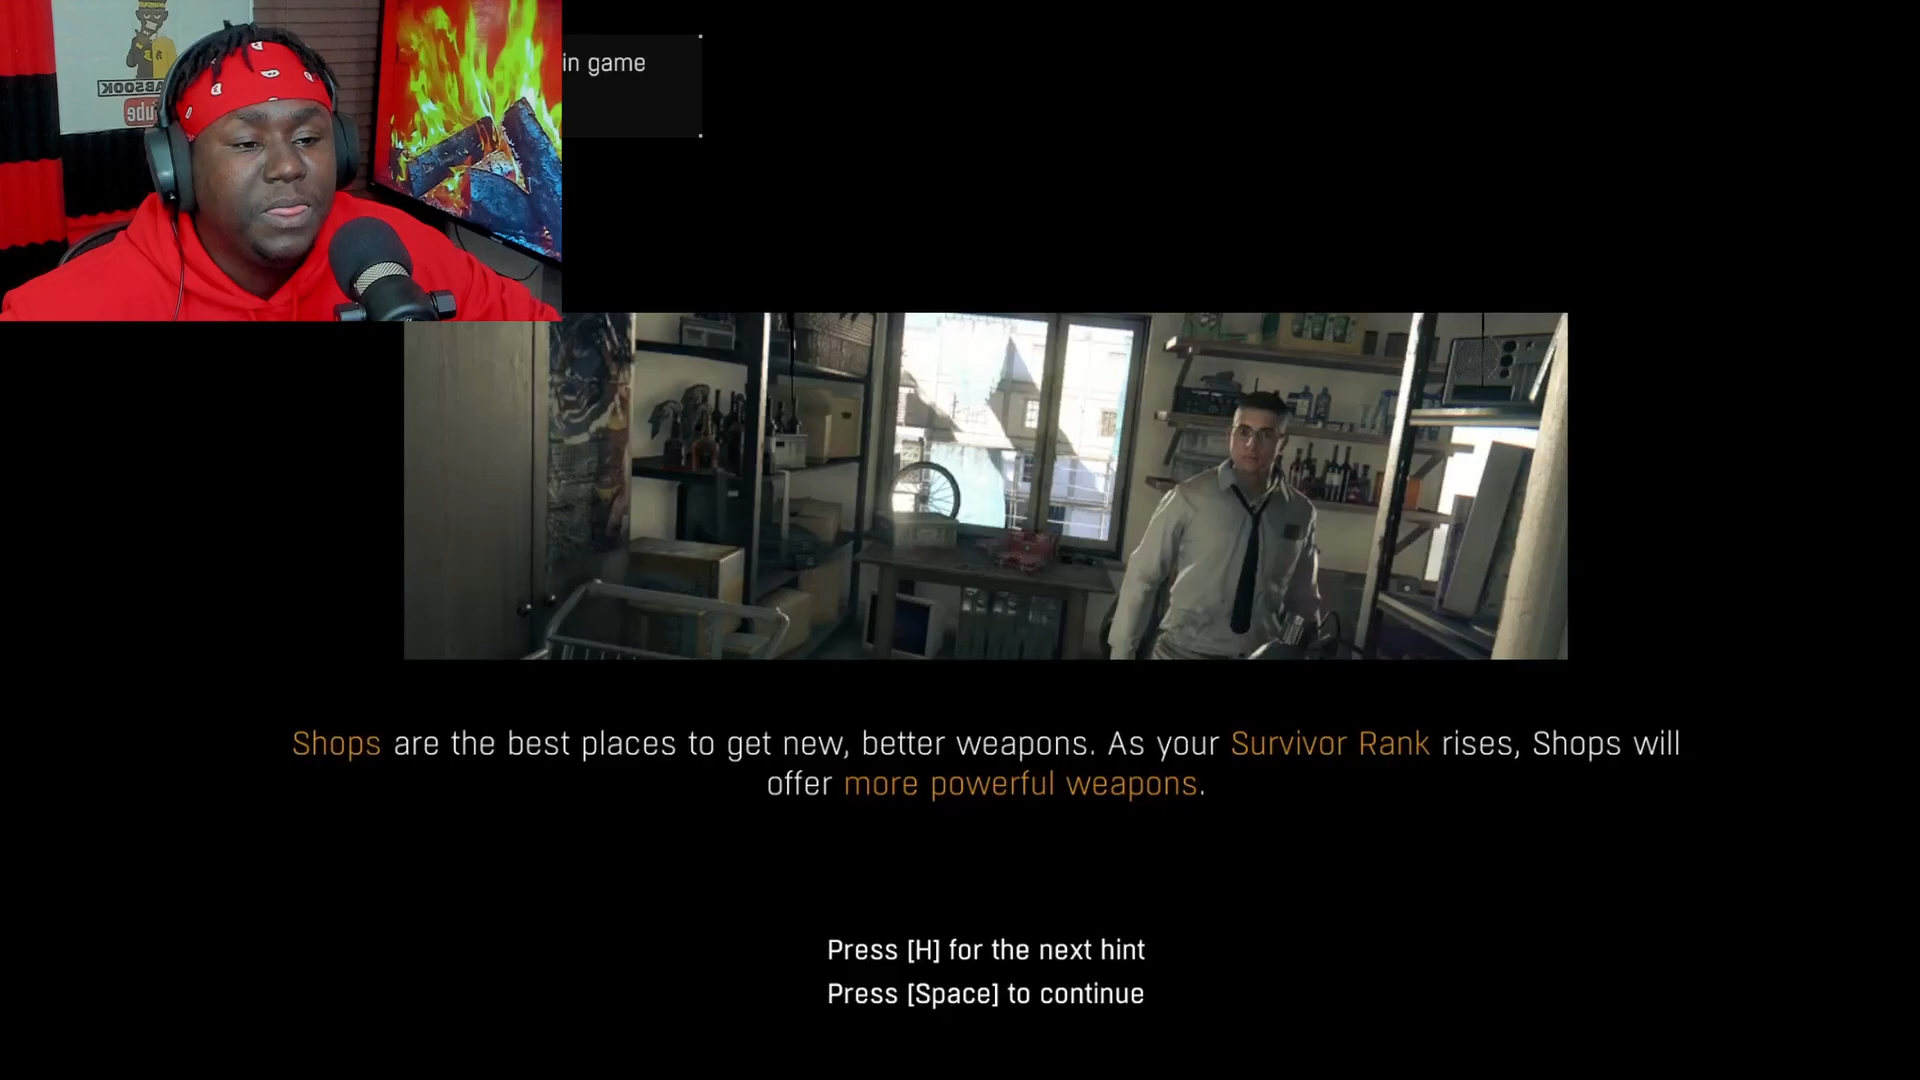 in game
Shops are the best places to get new, better weapons. As your Survivor Rank rises, Shops will
offer more powerful weapons.
Press [H] for the next hint
Press [Space] to continue